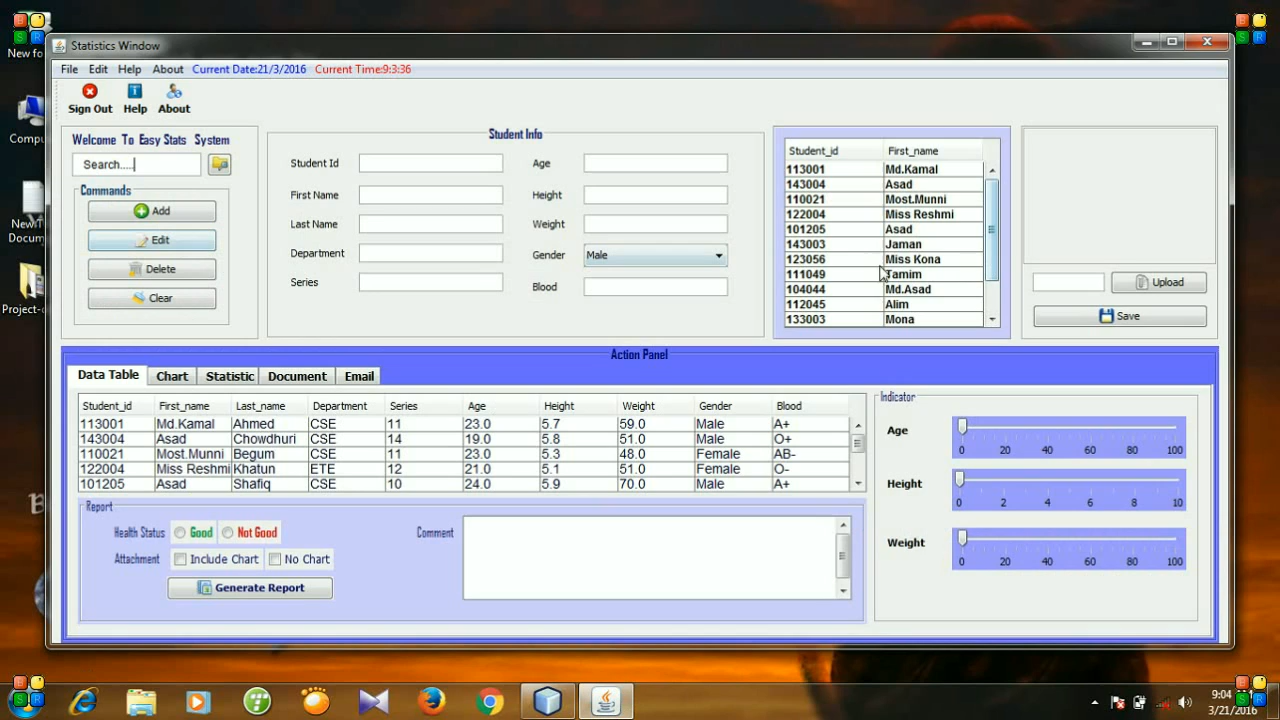 Statistics Window
File Edit Help About Current Date:21/3/2016 Current Time:9:3:36
Sign Out Help About
Welcome To Easy Stats System
Search....
Commands
Add
Edit
Delete
Clear
Student Info
Student Id
First Name
Last Name
Department
Series
Age
Height
Weight
Gender Male
Blood
Student_id First_name
113001 Md.Kamal
143004 Asad
110021 Most.Munni
122004 Miss Reshmi
101205 Asad
143003 Jaman
123056 Miss Kona
111049 Tamim
104044 Md.Asad
112045 Alim
133003 Mona
Upload
Save
Action Panel
Data Table Chart Statistic Document Email
Student_id First_name Last_name Department Series Age Height Weight Gender Blood
113001 Md.Kamal Ahmed CSE 11 23.0 5.7 59.0 Male A+
143004 Asad Chowdhuri CSE 14 19.0 5.8 51.0 Male O+
110021 Most.Munni Begum CSE 11 23.0 5.3 48.0 Female AB-
122004 Miss Reshmi Khatun ETE 12 21.0 5.1 51.0 Female O-
101205 Asad Shafiq CSE 10 24.0 5.9 70.0 Male A+
Report
Health Status Good Not Good
Attachment Include Chart No Chart
Generate Report
Comment
Indicator
Age
0 20 40 60 80 100
Height
0 2 4 6 8 10
Weight
0 20 40 60 80 100
New fo
Compu
New T
Docum
Project-
B S R
B S R
B S R
B S R
9:04
3/21/2016